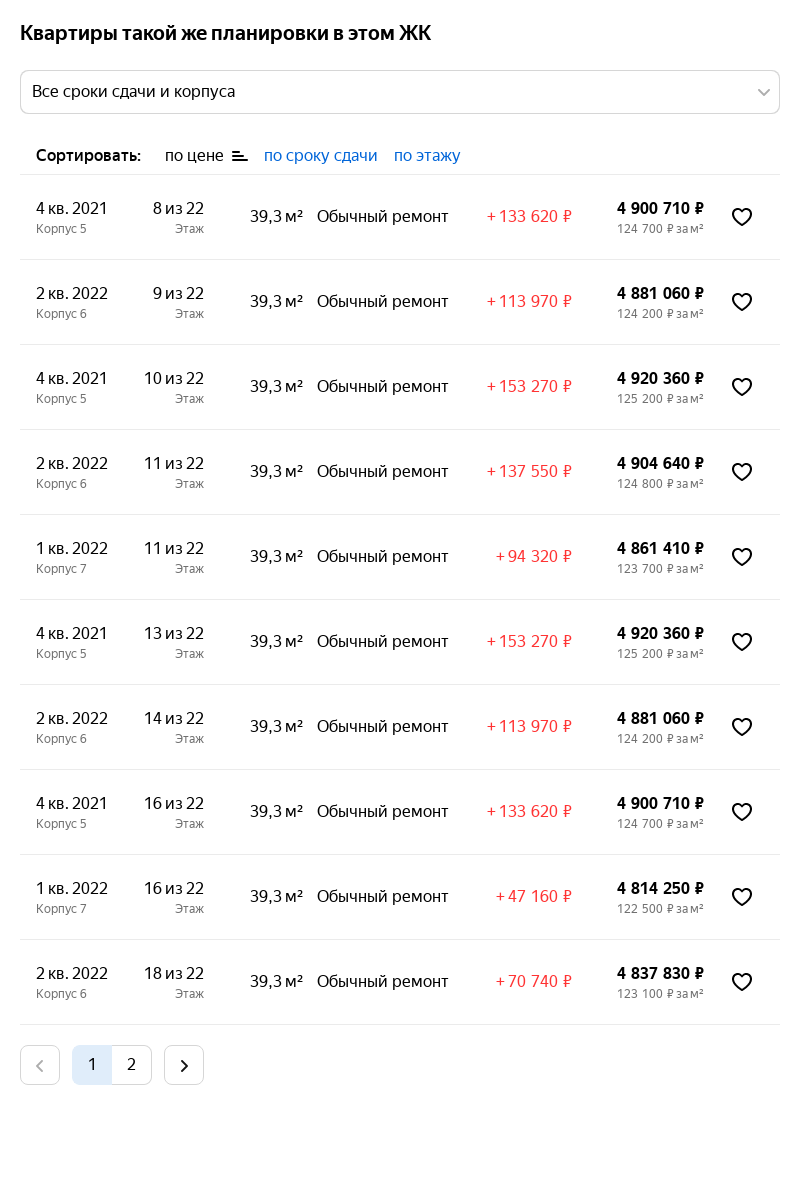 Квартиры такой же планировки в этом ЖК
Все сроки сдачи и корпуса
Сортировать: по цене по сроку сдачи по этажу
4 кв. 2021 8 из 22 39,3 м² Обычный ремонт + 133 620 ₽ 4 900 710 ₽
Корпус 5 Этаж 124 700 ₽ за м²
2 кв. 2022 9 из 22 39,3 м² Обычный ремонт + 113 970 ₽ 4 881 060 ₽
Корпус 6 Этаж 124 200 ₽ за м²
4 кв. 2021 10 из 22 39,3 м² Обычный ремонт + 153 270 ₽ 4 920 360 ₽
Корпус 5 Этаж 125 200 ₽ за м²
2 кв. 2022 11 из 22 39,3 м² Обычный ремонт + 137 550 ₽ 4 904 640 ₽
Корпус 6 Этаж 124 800 ₽ за м²
1 кв. 2022 11 из 22 39,3 м² Обычный ремонт + 94 320 ₽ 4 861 410 ₽
Корпус 7 Этаж 123 700 ₽ за м²
4 кв. 2021 13 из 22 39,3 м² Обычный ремонт + 153 270 ₽ 4 920 360 ₽
Корпус 5 Этаж 125 200 ₽ за м²
2 кв. 2022 14 из 22 39,3 м² Обычный ремонт + 113 970 ₽ 4 881 060 ₽
Корпус 6 Этаж 124 200 ₽ за м²
4 кв. 2021 16 из 22 39,3 м² Обычный ремонт + 133 620 ₽ 4 900 710 ₽
Корпус 5 Этаж 124 700 ₽ за м²
1 кв. 2022 16 из 22 39,3 м² Обычный ремонт + 47 160 ₽ 4 814 250 ₽
Корпус 7 Этаж 122 500 ₽ за м²
2 кв. 2022 18 из 22 39,3 м² Обычный ремонт + 70 740 ₽ 4 837 830 ₽
Корпус 6 Этаж 123 100 ₽ за м²
1 2